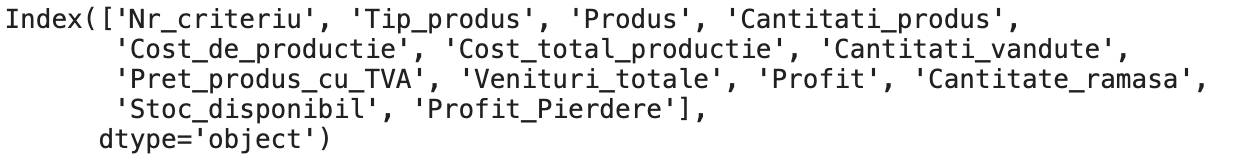 Index(['Nr_criteriu', 'Tip_produs', 'Produs', 'Cantitati_produs',
'Cost_de_productie', 'Cost_total_productie', 'Cantitati_vandute',
'Pret_produs_cu_TVA', 'Venituri_totale', 'Profit', 'Cantitate_ramasa',
'Stoc_disponibil', 'Profit_Pierdere'],
dtype='object')